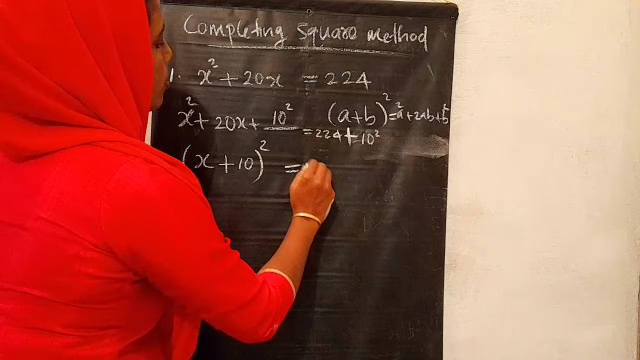 Completing Square method
1. x² + 20x = 224
x² + 20x + 10² = 224 + 10²
(a+b)² = a² + 2ab + b²
(x + 10)² =